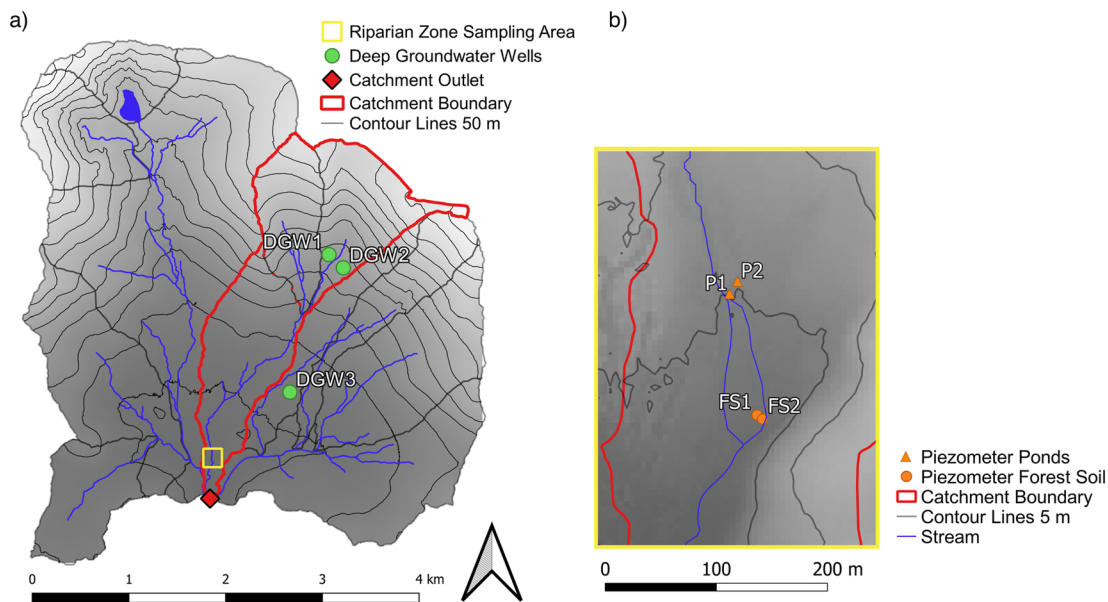 a)
Riparian Zone Sampling Area
Deep Groundwater Wells
Catchment Outlet
Catchment Boundary
Contour Lines 50 m
DGW1
DGW2
DGW3
0 1 2 3 4 km
b)
P2
P1
FS1
FS2
Piezometer Ponds
Piezometer Forest Soil
Catchment Boundary
Contour Lines 5 m
Stream
0 100 200 m